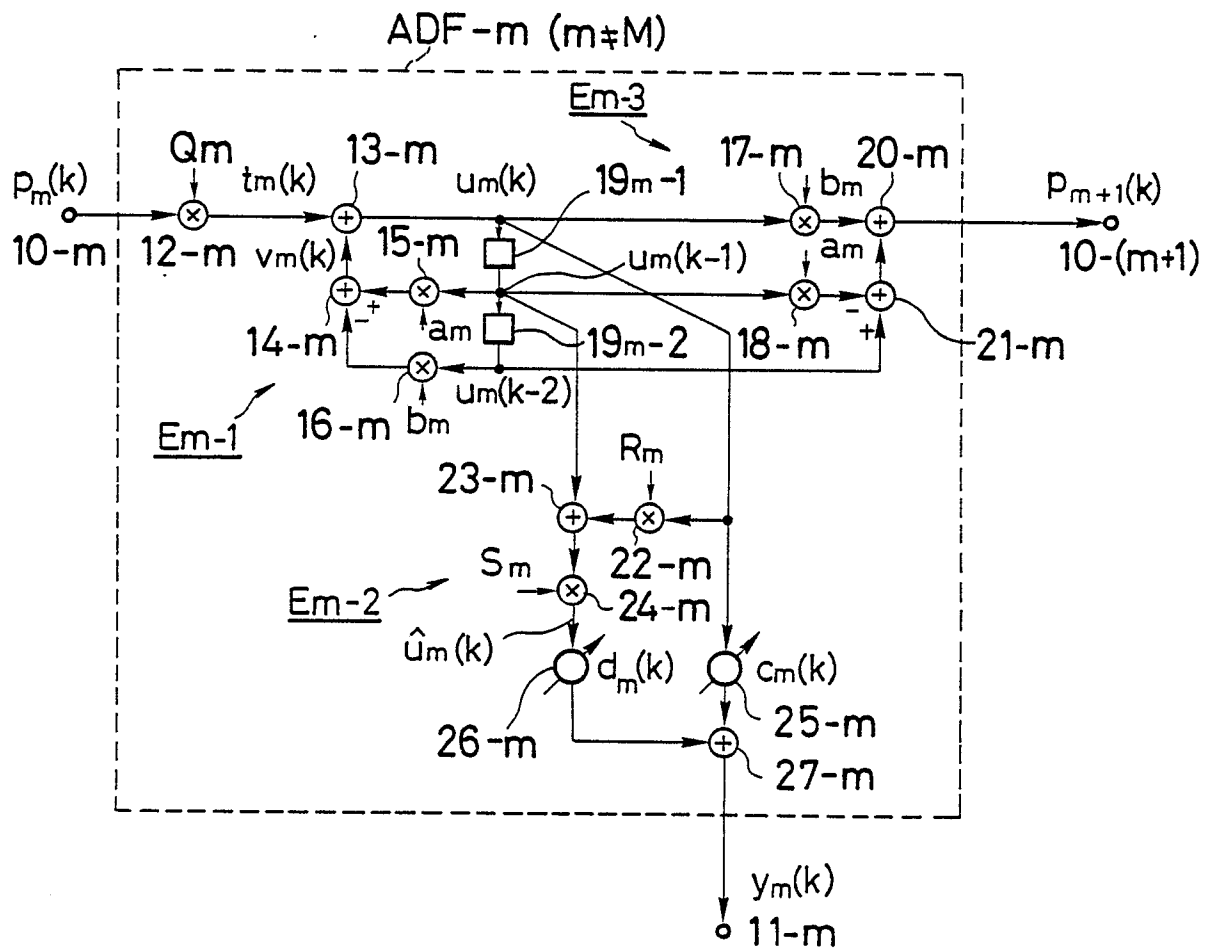 ADF-m (m≠M)
Em-3
Qm
13-m
17-m
20-m
pm(k)
tm(k)
um(k)
19m-1
bm
pm+1(k)
10-m
12-m
vm(k)
15-m
um(k-1)
am
10-(m+1)
- +
-
14-m
am
19m-2
18-m
+
21-m
16-m
bm
um(k-2)
Em-1
Rm
23-m
Sm
22-m
Em-2
24-m
ûm(k)
dm(k)
cm(k)
26-m
25-m
27-m
ym(k)
11-m